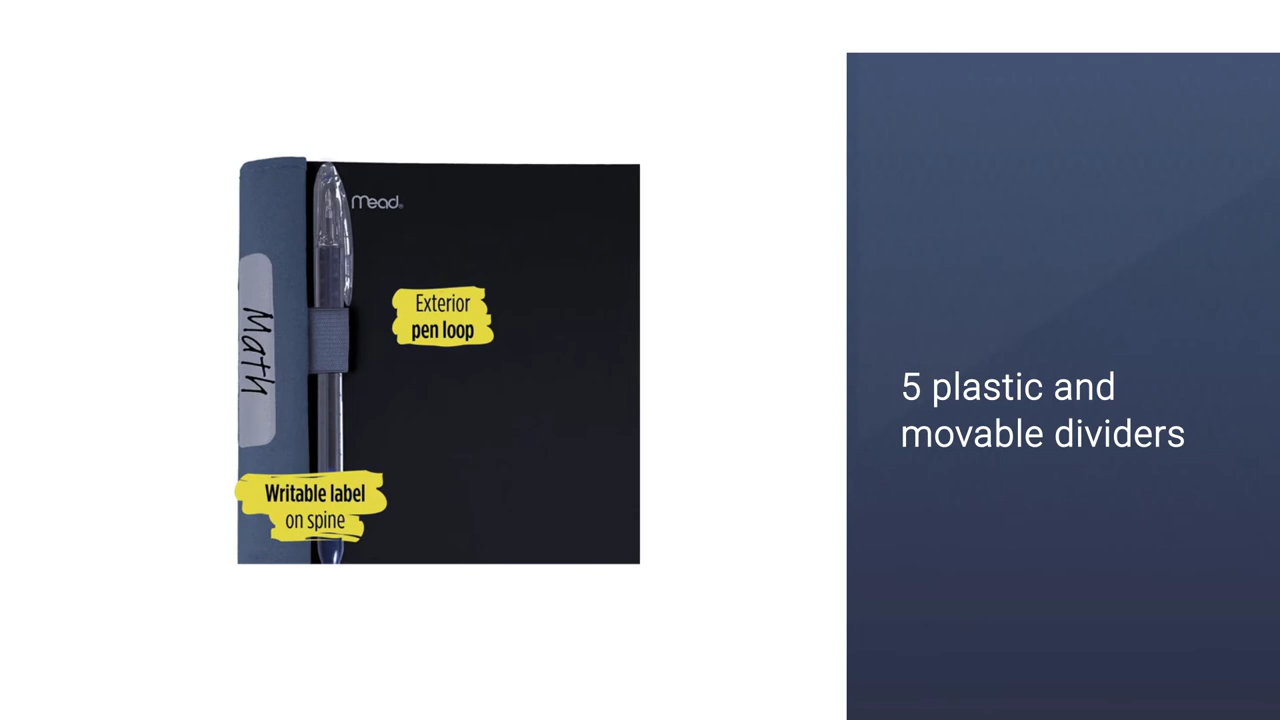 Mead
Exterior
pen loop
Math
Writable label
on spine
5 plastic and
movable dividers